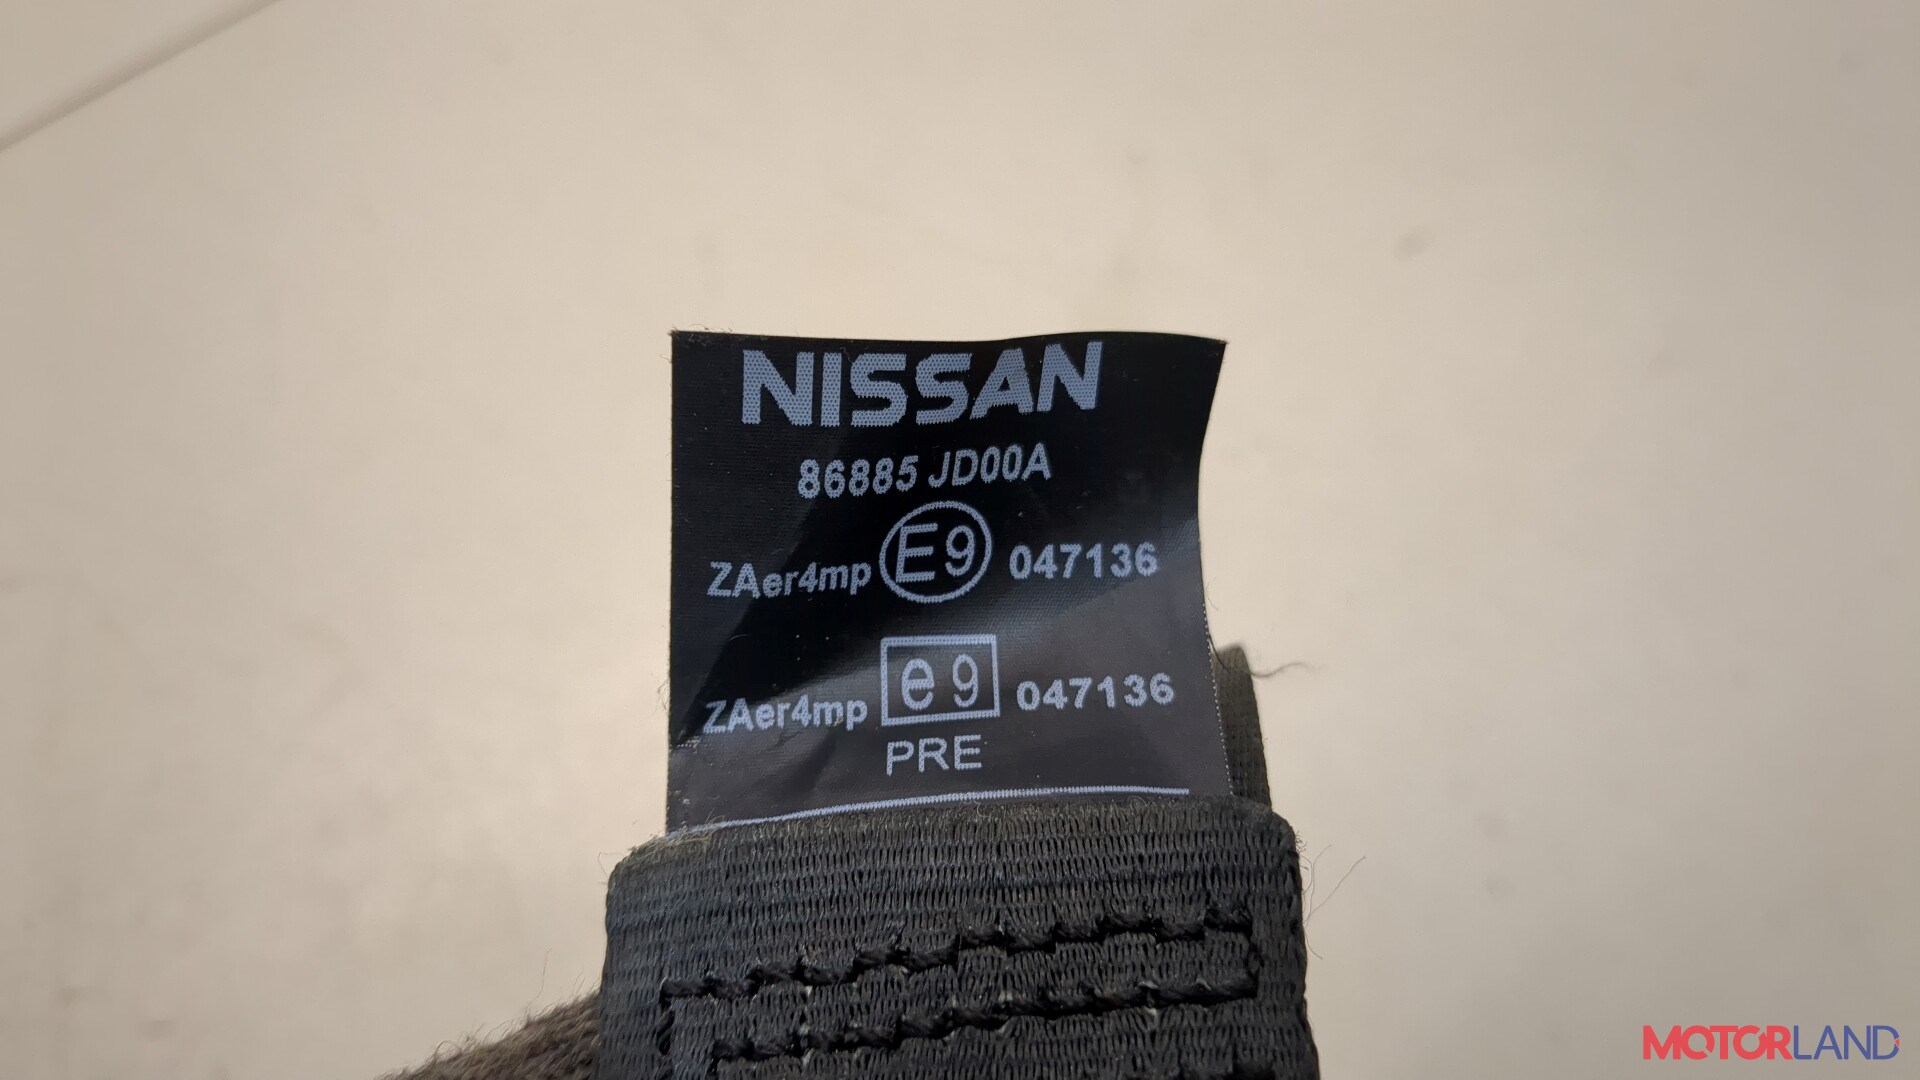 NISSAN
86885 JD00A
ZAer4mp E9 047136
ZAer4mp e9 047136
PRE
MOTORLAND